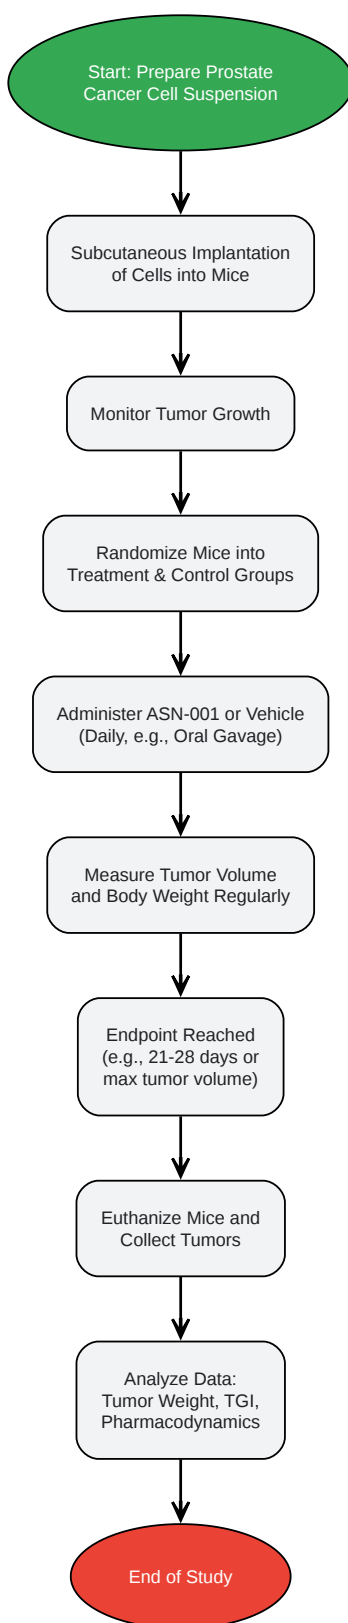 Start: Prepare Prostate
Cancer Cell Suspension
Subcutaneous Implantation
of Cells into Mice
Monitor Tumor Growth
Randomize Mice into
Treatment & Control Groups
Administer ASN-001 or Vehicle
(Daily, e.g., Oral Gavage)
Measure Tumor Volume
and Body Weight Regularly
Endpoint Reached
(e.g., 21-28 days or
max tumor volume)
Euthanize Mice and
Collect Tumors
Analyze Data:
Tumor Weight, TGI,
Pharmacodynamics
End of Study